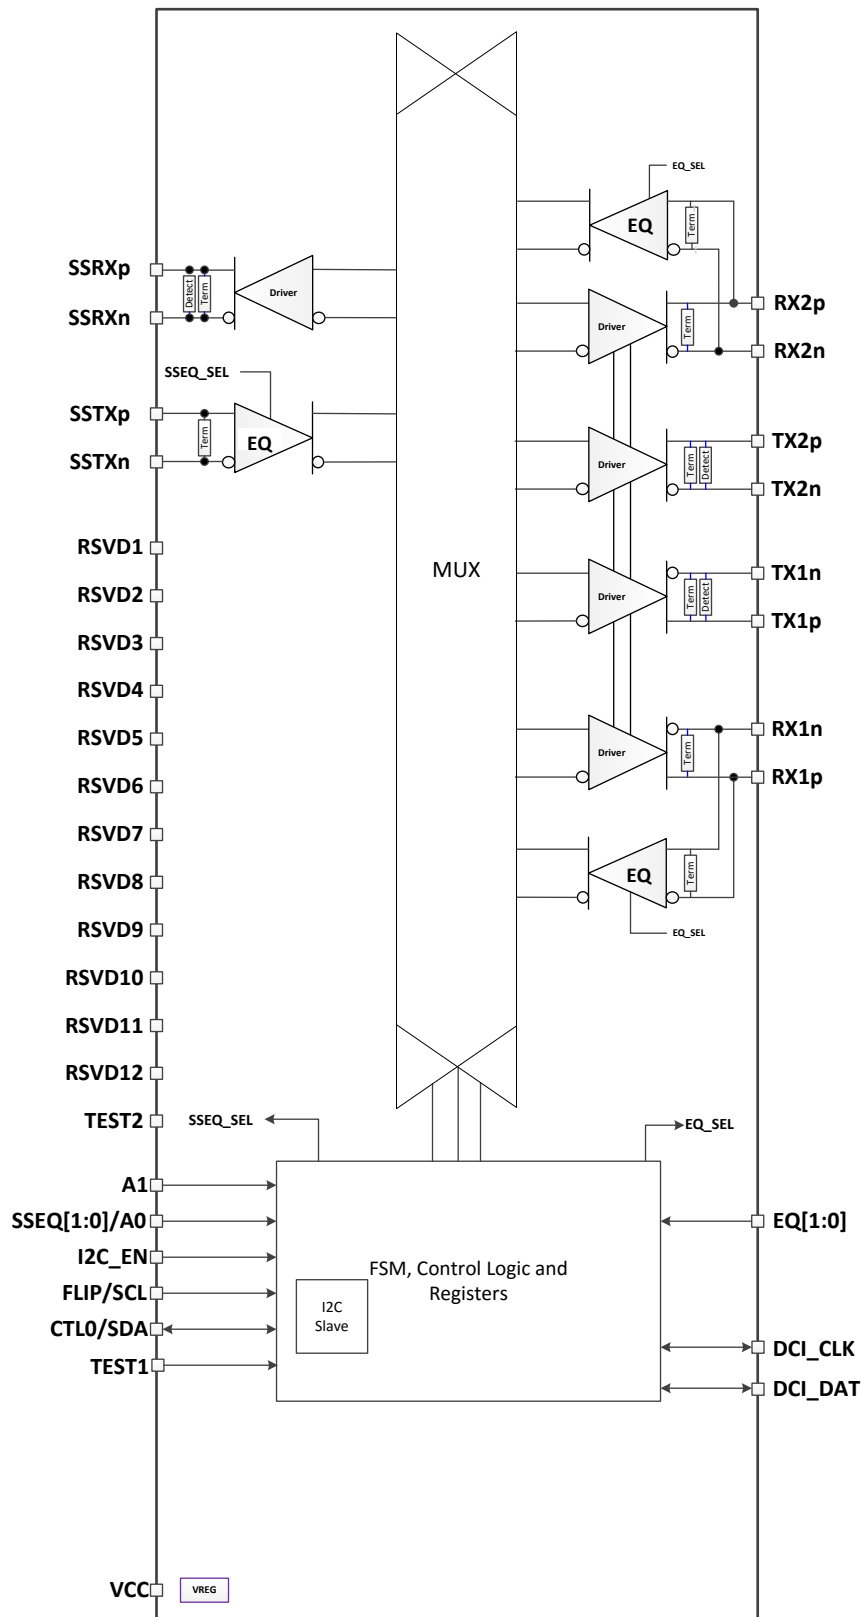 EQ_SEL
EQ
Term
SSRXp
SSRXn
Detect
Term
Driver
Driver
Term
RX2p
RX2n
SSEQ_SEL
SSTXp
SSTXn
Term
EQ
Driver
Term
Detect
TX2p
TX2n
RSVD1
RSVD2
RSVD3
RSVD4
RSVD5
RSVD6
RSVD7
RSVD8
RSVD9
RSVD10
RSVD11
RSVD12
TEST2
MUX
Driver
Term
Detect
TX1n
TX1p
Driver
Term
RX1n
RX1p
EQ
Term
EQ_SEL
SSEQ_SEL
EQ_SEL
A1
SSEQ[1:0]/A0
I2C_EN
FLIP/SCL
CTL0/SDA
TEST1
FSM, Control Logic and
Registers
I2C
Slave
EQ[1:0]
DCI_CLK
DCI_DAT
VCC
VREG